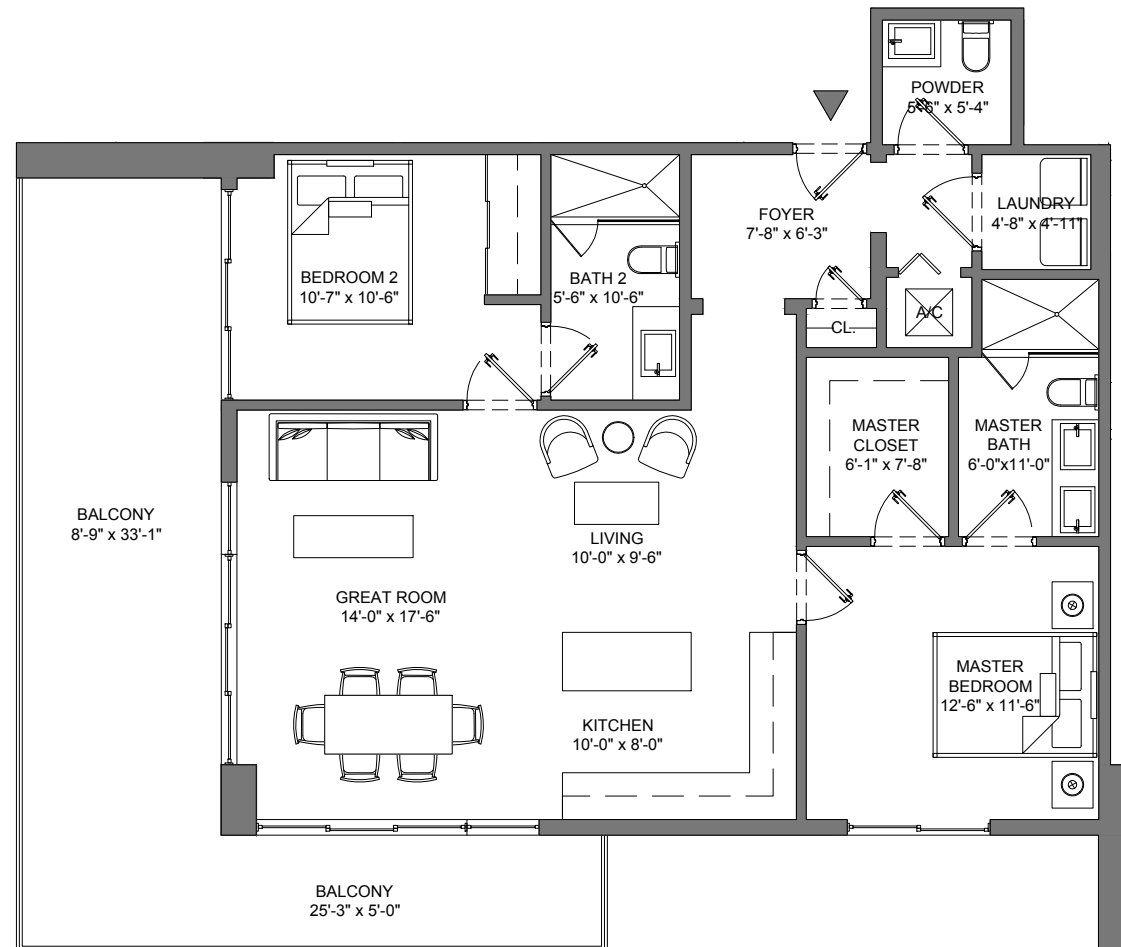 POWDER
5'-6" x 5'-4"
LAUNDRY
4'-8" x 4'-11"
FOYER
7'-8" x 6'-3"
BEDROOM 2
10'-7" x 10'-6"
BATH 2
5'-6" x 10'-6"
A/C
CL.
MASTER
CLOSET
6'-1" x 7'-8"
MASTER
BATH
6'-0"x11'-0"
BALCONY
8'-9" x 33'-1"
LIVING
10'-0" x 9'-6"
GREAT ROOM
14'-0" x 17'-6"
MASTER
BEDROOM
12'-6" x 11'-6"
KITCHEN
10'-0" x 8'-0"
BALCONY
25'-3" x 5'-0"